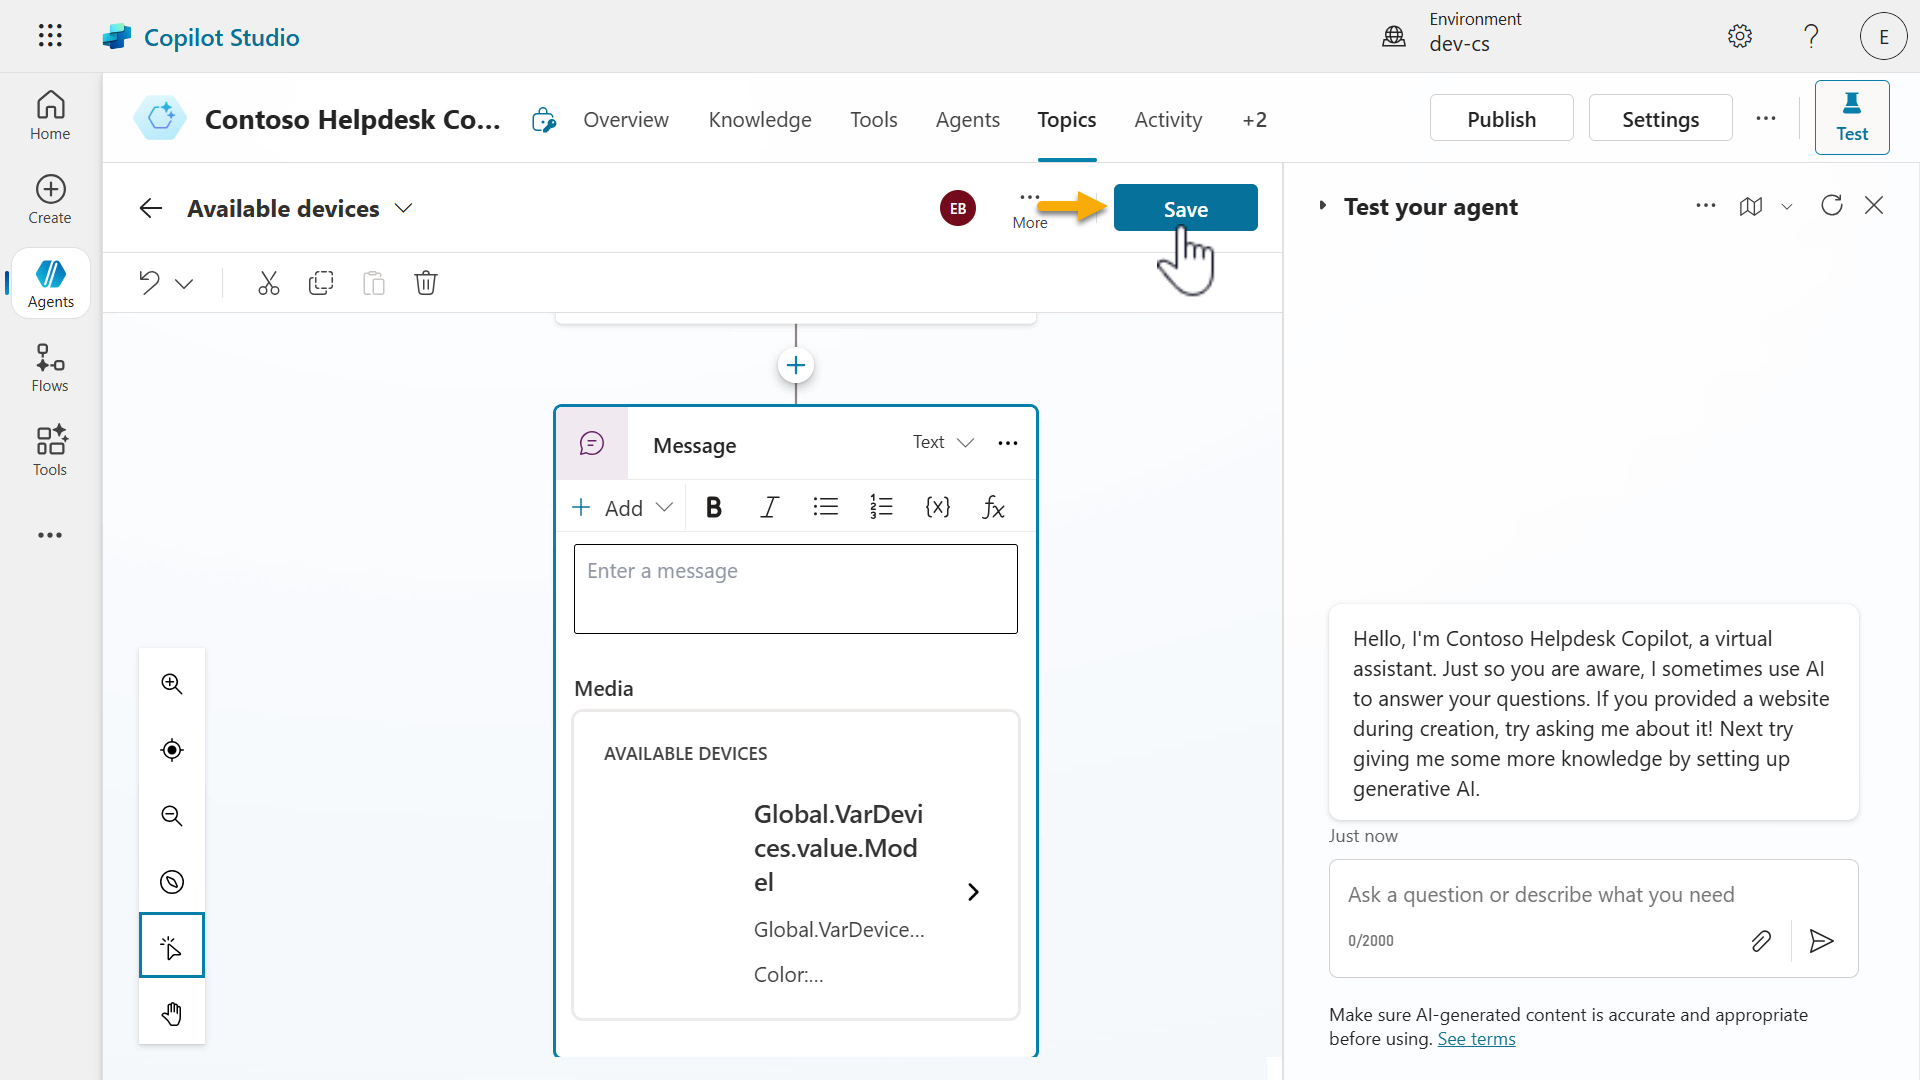 Copilot Studio
Environment
dev-cs
E
Home
Create
Agents
Flows
Tools
Contoso Helpdesk Co...
Overview
Knowledge
Tools
Agents
Topics
Activity
+2
Publish
Settings
Test
Available devices
EB
More
Save
Message
Text
Add
Enter a message
Media
AVAILABLE DEVICES
Global.VarDevi
ces.value.Mod
el
Global.VarDevice...
Color:...
Test your agent
Hello, I'm Contoso Helpdesk Copilot, a virtual
assistant. Just so you are aware, I sometimes use AI
to answer your questions. If you provided a website
during creation, try asking me about it! Next try
giving me some more knowledge by setting up
generative AI.
Just now
Ask a question or describe what you need
0/2000
Make sure AI-generated content is accurate and appropriate
before using. See terms